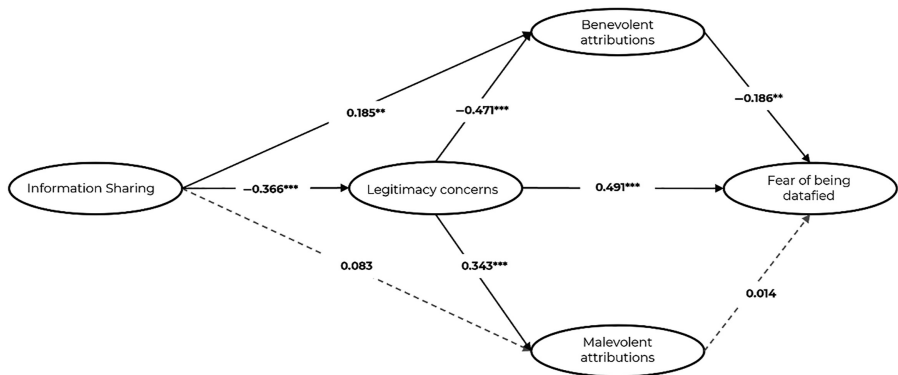 Benevolent
attributions
0.185**
−0.471***
−0.186**
Information Sharing
−0.366***
Legitimacy concerns
0.491***
Fear of being
datafied
0.083
0.343***
0.014
Malevolent
attributions